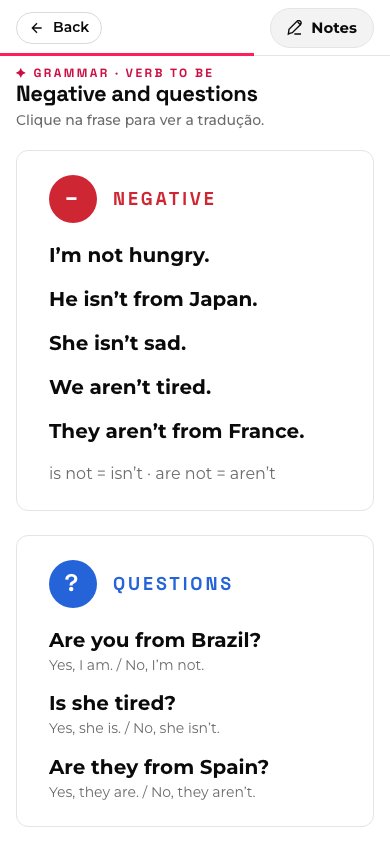 ← Back
Notes
✦ GRAMMAR · VERB TO BE
Negative and questions
Clique na frase para ver a tradução.
– NEGATIVE
I’m not hungry.
He isn’t from Japan.
She isn’t sad.
We aren’t tired.
They aren’t from France.
is not = isn’t · are not = aren’t
? QUESTIONS
Are you from Brazil?
Yes, I am. / No, I’m not.
Is she tired?
Yes, she is. / No, she isn’t.
Are they from Spain?
Yes, they are. / No, they aren’t.